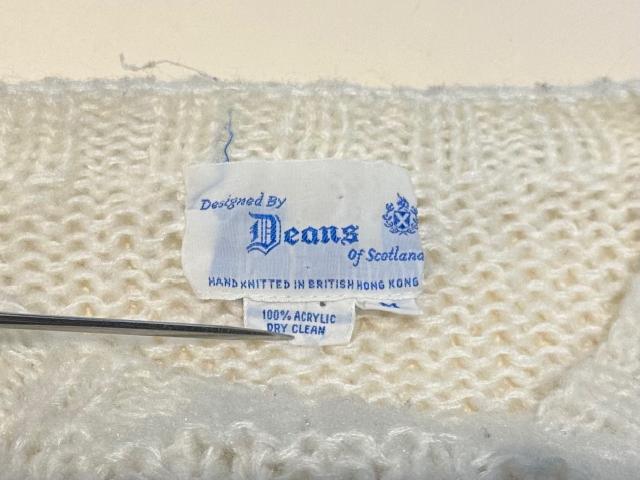 Designed By
Deans
Of Scotland
HAND KNITTED IN BRITISH HONG KONG
100% ACRYLIC
DRY CLEAN